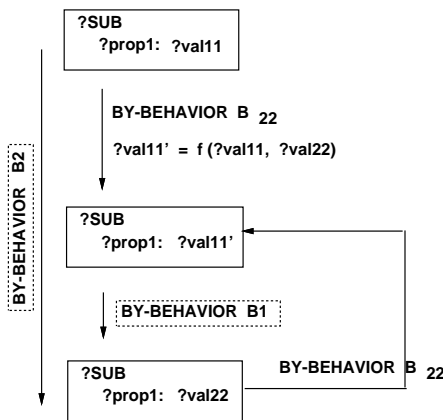 ?SUB
?prop1: ?val11
BY-BEHAVIOR B 22
?val11' = f (?val11, ?val22)
BY-BEHAVIOR B2
?SUB
?prop1: ?val11'
BY-BEHAVIOR B1
BY-BEHAVIOR B 22
?SUB
?prop1: ?val22